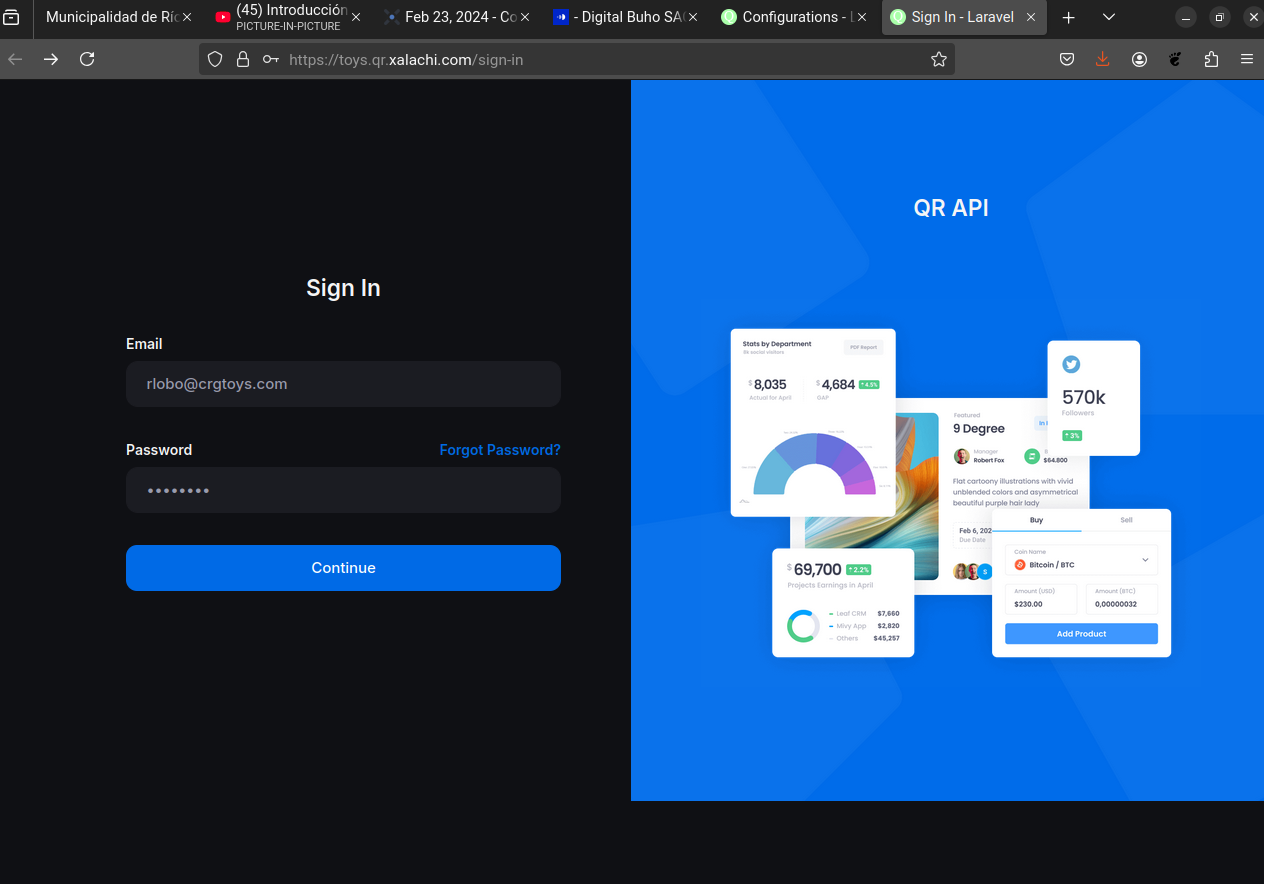 Municipalidad de Ríc
(45) Introducción
PICTURE-IN-PICTURE
Feb 23, 2024 - Co
- Digital Buho SAC
Configurations - L
Sign In - Laravel
https://toys.qr.xalachi.com/sign-in
Sign In
Email
rlobo@crgtoys.com
Password
Forgot Password?
••••••••
Continue
QR API
Stats by Department
8k social visitors
PDF Report
$8,035
Actual for April
$4,684
4.5%
GAP
Featured
9 Degree
In
Manager
Robert Fox
$64.800
Flat cartoony illustrations with vivid
unblended colors and asymmetrical
beautiful purple hair lady
Feb 6, 202
Due Date
S
570k
Followers
3%
$69,700
2.2%
Projects Earnings in April
Leaf CRM $7,660
Mivy App $2,820
Others $45,257
Buy
Sell
Coin Name
Bitcoin / BTC
Amount (USD)
$230.00
Amount (BTC)
0,00000032
Add Product